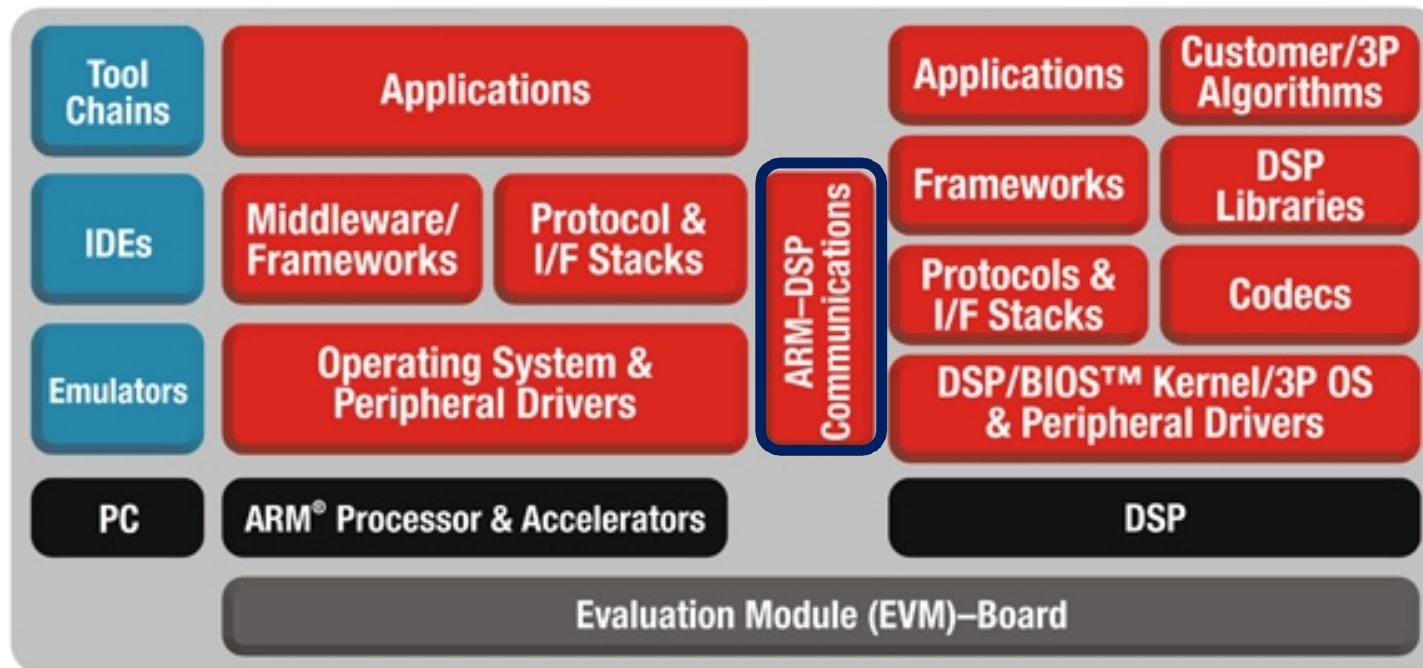 Tool
Chains
Applications
Applications
Customer/3P
Algorithms
IDEs
Middleware/
Frameworks
Protocol &
I/F Stacks
ARM–DSP
Communications
Frameworks
DSP
Libraries
Protocols &
I/F Stacks
Codecs
Emulators
Operating System &
Peripheral Drivers
DSP/BIOS™ Kernel/3P OS
& Peripheral Drivers
PC
ARM® Processor & Accelerators
DSP
Evaluation Module (EVM)–Board